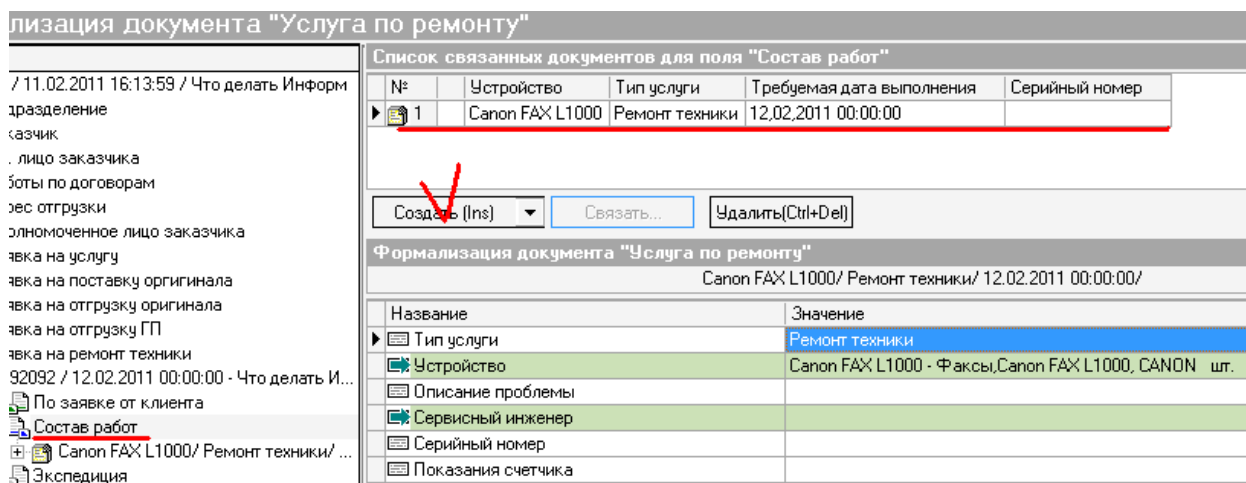 лизация документа "Услуга по ремонту"
/ 11.02.2011 16:13:59 / Что делать Информ
дразделение
казчик
. лицо заказчика
боты по договорам
рес отгрузки
олномоченное лицо заказчика
явка на услугу
явка на поставку оргигинала
явка на отгрузку оригинала
явка на отгрузку ГП
явка на ремонт техники
92092 / 12.02.2011 00:00:00 - Что делать И...
По заявке от клиента
Состав работ
Canon FAX L1000/ Ремонт техники/ ...
Экспедиция
Список связанных документов для поля "Состав работ"
№ Устройство Тип услуги Требуемая дата выполнения Серийный номер
1 Canon FAX L1000 Ремонт техники 12,02,2011 00:00:00
Создать (Ins) Связать... Удалить(Ctrl+Del)
Формализация документа "Услуга по ремонту"
Canon FAX L1000/ Ремонт техники/ 12.02.2011 00:00:00/
Название Значение
Тип услуги Ремонт техники
Устройство Canon FAX L1000 - Факсы,Canon FAX L1000, CANON шт.
Описание проблемы
Сервисный инженер
Серийный номер
Показания счетчика